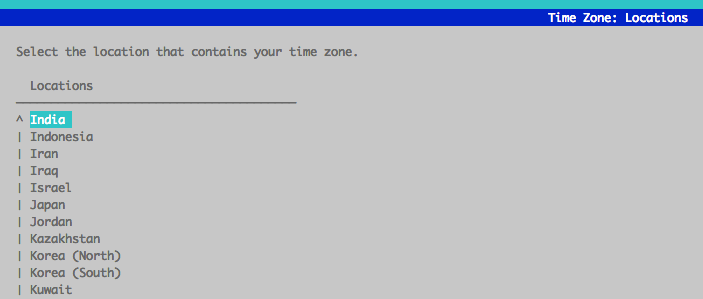 Time Zone: Locations
Select the location that contains your time zone.
Locations
^ India
| Indonesia
| Iran
| Iraq
| Israel
| Japan
| Jordan
| Kazakhstan
| Korea (North)
| Korea (South)
| Kuwait